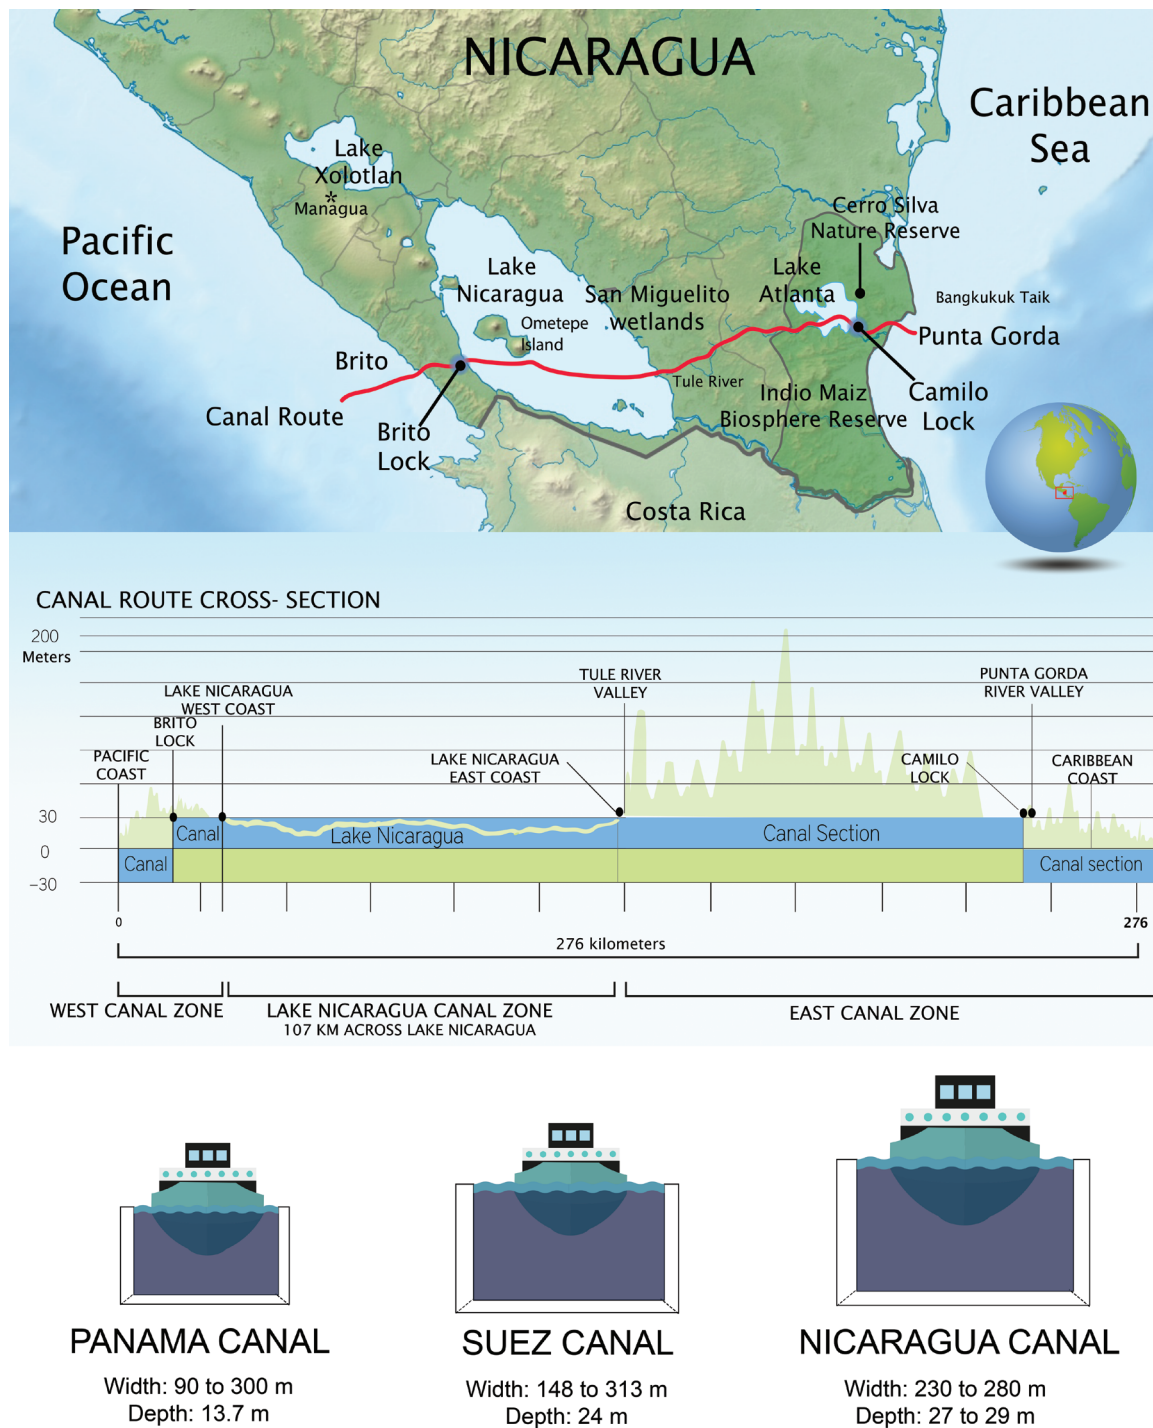 NICARAGUA
Caribbean
Sea
Lake
Xolotlan
*
Managua
Cerro Silva
Nature Reserve
Pacific
Ocean
Lake
Nicaragua
San Miguelito
wetlands
Lake
Atlanta
Bangkukuk Taik
Ometepe
Island
Punta Gorda
Brito
Tule River
Canal Route
Indio Maiz
Biosphere Reserve
Camilo
Lock
Brito
Lock
Costa Rica
CANAL ROUTE CROSS- SECTION
200
Meters
TULE RIVER
VALLEY
PUNTA GORDA
RIVER VALLEY
LAKE NICARAGUA
WEST COAST
BRITO
LOCK
PACIFIC
COAST
LAKE NICARAGUA
EAST COAST
CAMILO
LOCK
CARIBBEAN
COAST
30
Canal
Lake Nicaragua
Canal Section
0
Canal
Canal section
−30
0
276
276 kilometers
WEST CANAL ZONE
LAKE NICARAGUA CANAL ZONE
107 KM ACROSS LAKE NICARAGUA
EAST CANAL ZONE
PANAMA CANAL
Width: 90 to 300 m
Depth: 13.7 m
SUEZ CANAL
Width: 148 to 313 m
Depth: 24 m
NICARAGUA CANAL
Width: 230 to 280 m
Depth: 27 to 29 m